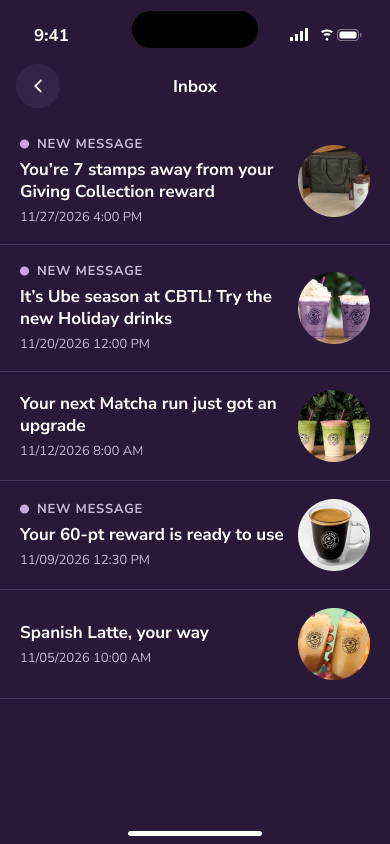 9:41
Inbox
NEW MESSAGE
You’re 7 stamps away from your
Giving Collection reward
11/27/2026 4:00 PM
NEW MESSAGE
It’s Ube season at CBTL! Try the
new Holiday drinks
11/20/2026 12:00 PM
Your next Matcha run just got an
upgrade
11/12/2026 8:00 AM
NEW MESSAGE
Your 60-pt reward is ready to use
11/09/2026 12:30 PM
Spanish Latte, your way
11/05/2026 10:00 AM